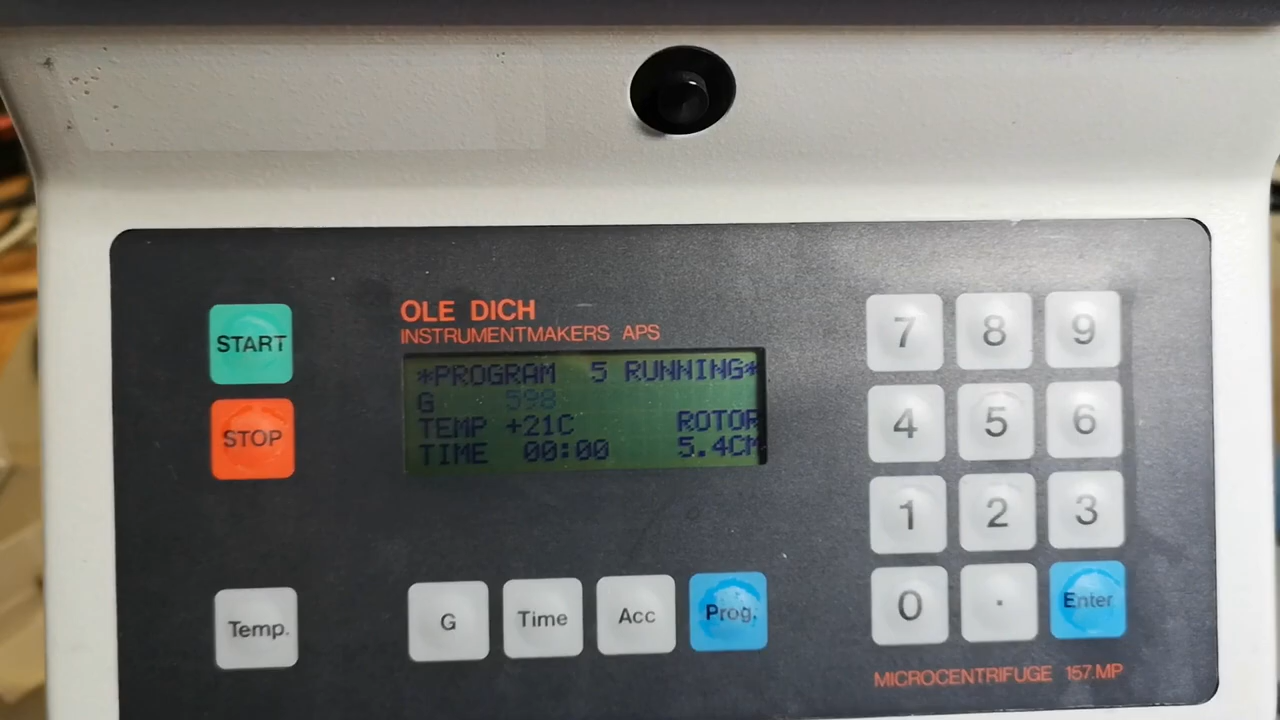 OLE DICH
INSTRUMENTMAKERS APS
*PROGRAM 5 RUNNING*
G 598
TEMP +21C ROTOR
TIME 00:00 5.4CM
START
STOP
Temp.
G
Time
Acc
Prog.
7 8 9
4 5 6
1 2 3
0 . Enter
MICROCENTRIFUGE 157.MP